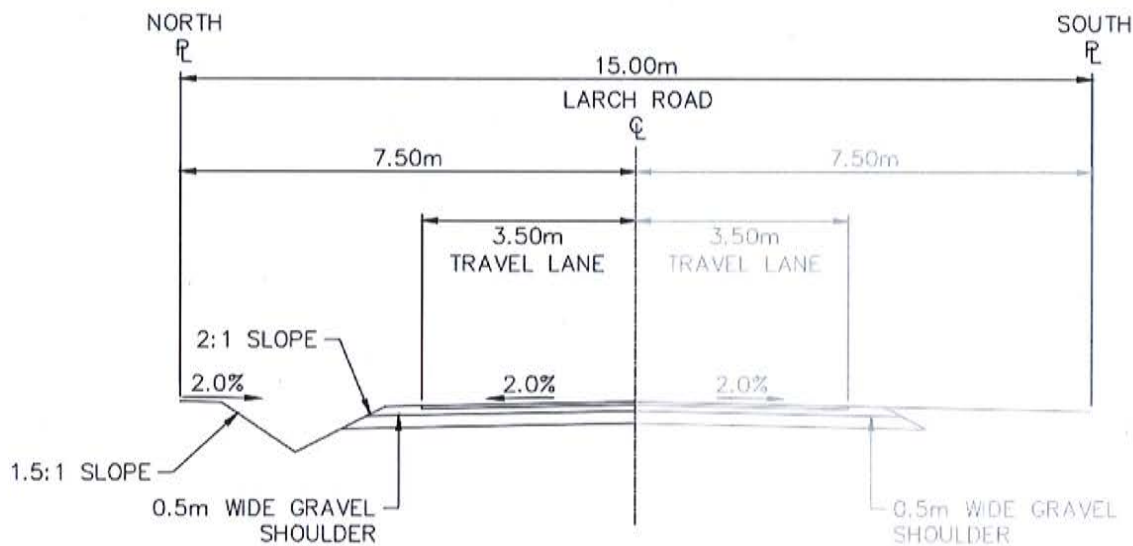 NORTH
SOUTH
℄
℄
15.00m
LARCH ROAD
℄
7.50m
7.50m
3.50m
TRAVEL LANE
3.50m
TRAVEL LANE
2:1 SLOPE
2.0%
2.0%
2.0%
1.5:1 SLOPE
0.5m WIDE GRAVEL
SHOULDER
0.5m WIDE GRAVEL
SHOULDER